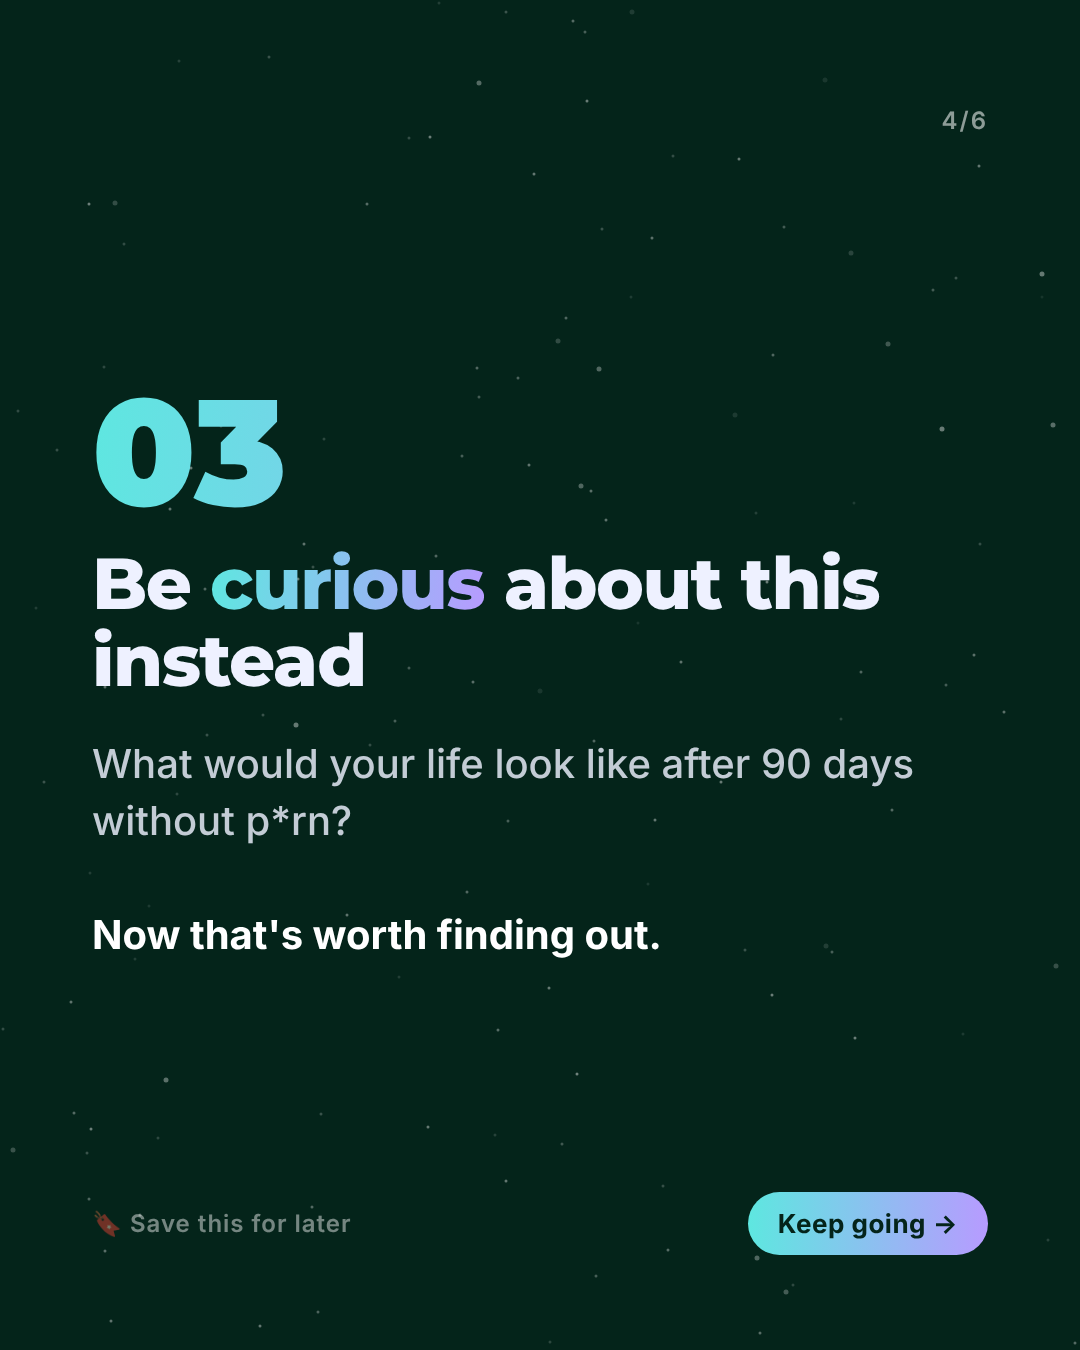 4/6
03
Be curious about this
instead
What would your life look like after 90 days
without p*rn?
Now that's worth finding out.
🔖 Save this for later
Keep going →